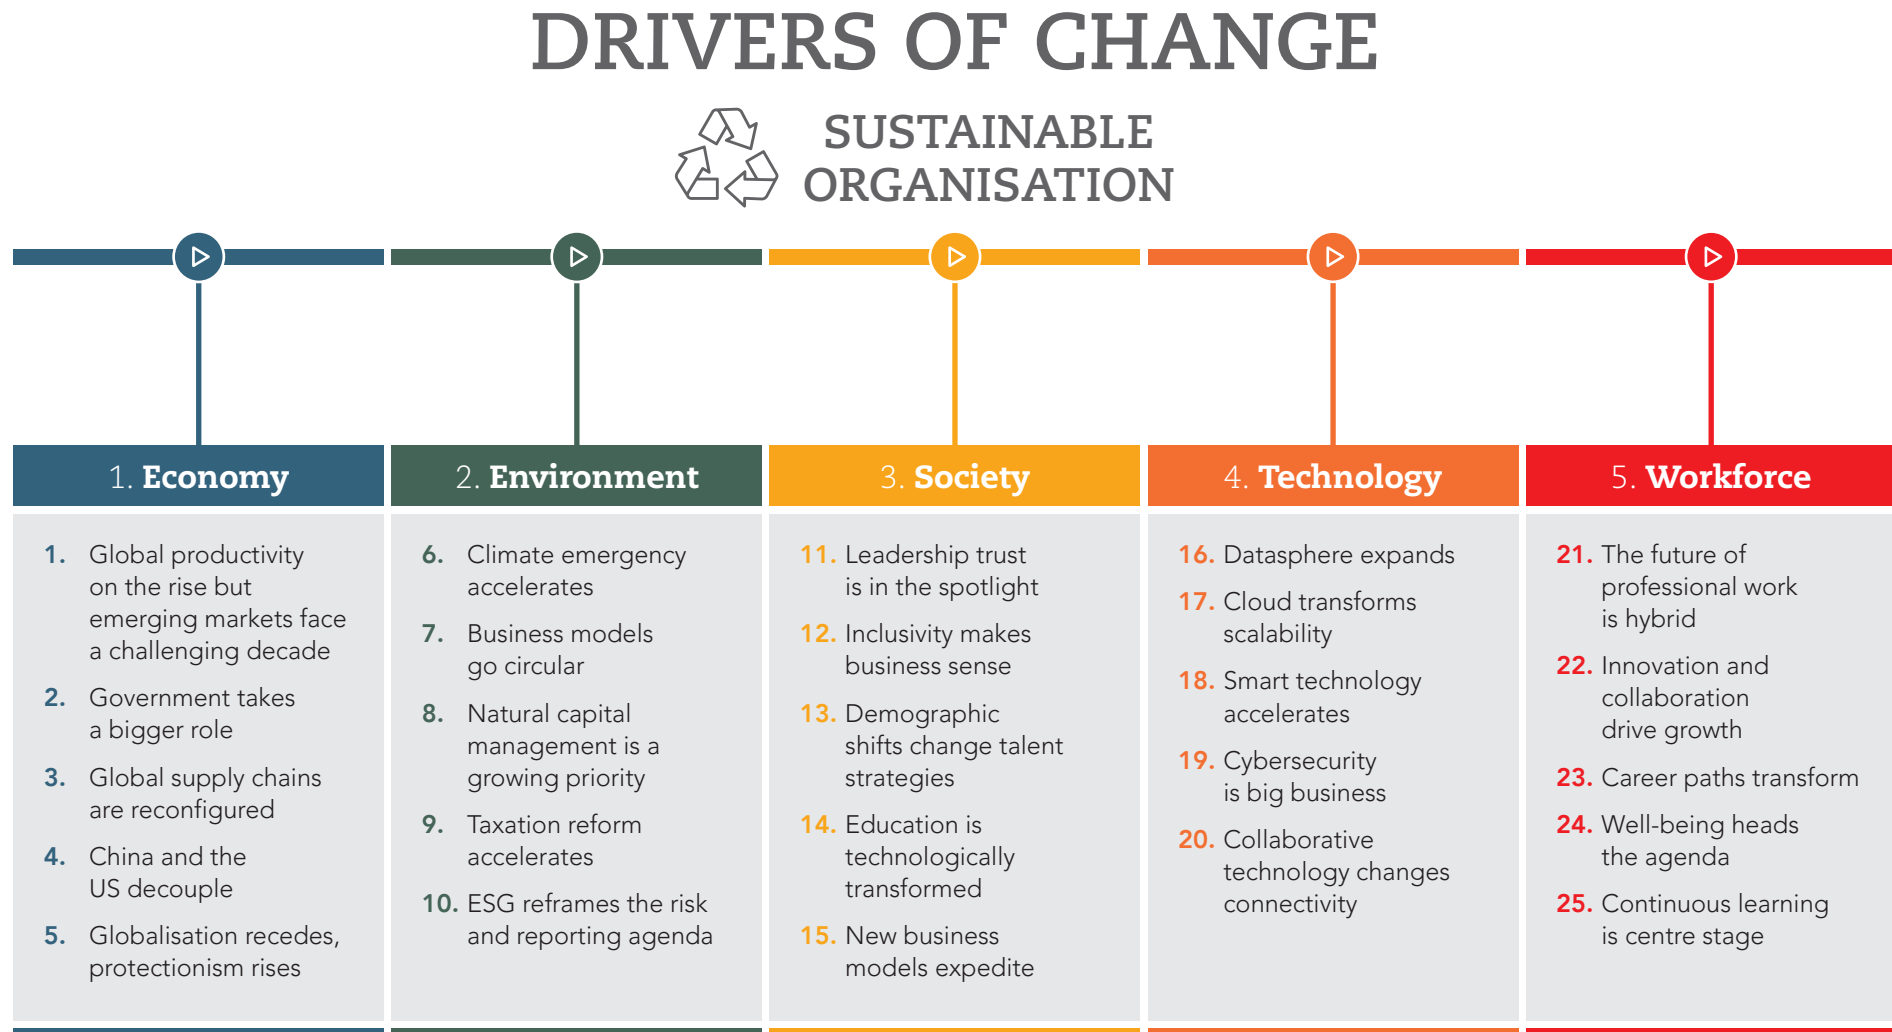 DRIVERS OF CHANGE
SUSTAINABLE
ORGANISATION
1. Economy
1. Global productivity
on the rise but
emerging markets face
a challenging decade
2. Government takes
a bigger role
3. Global supply chains
are reconfigured
4. China and the
US decouple
5. Globalisation recedes,
protectionism rises
2. Environment
6. Climate emergency
accelerates
7. Business models
go circular
8. Natural capital
management is a
growing priority
9. Taxation reform
accelerates
10. ESG reframes the risk
and reporting agenda
3. Society
11. Leadership trust
is in the spotlight
12. Inclusivity makes
business sense
13. Demographic
shifts change talent
strategies
14. Education is
technologically
transformed
15. New business
models expedite
4. Technology
16. Datasphere expands
17. Cloud transforms
scalability
18. Smart technology
accelerates
19. Cybersecurity
is big business
20. Collaborative
technology changes
connectivity
5. Workforce
21. The future of
professional work
is hybrid
22. Innovation and
collaboration
drive growth
23. Career paths transform
24. Well-being heads
the agenda
25. Continuous learning
is centre stage